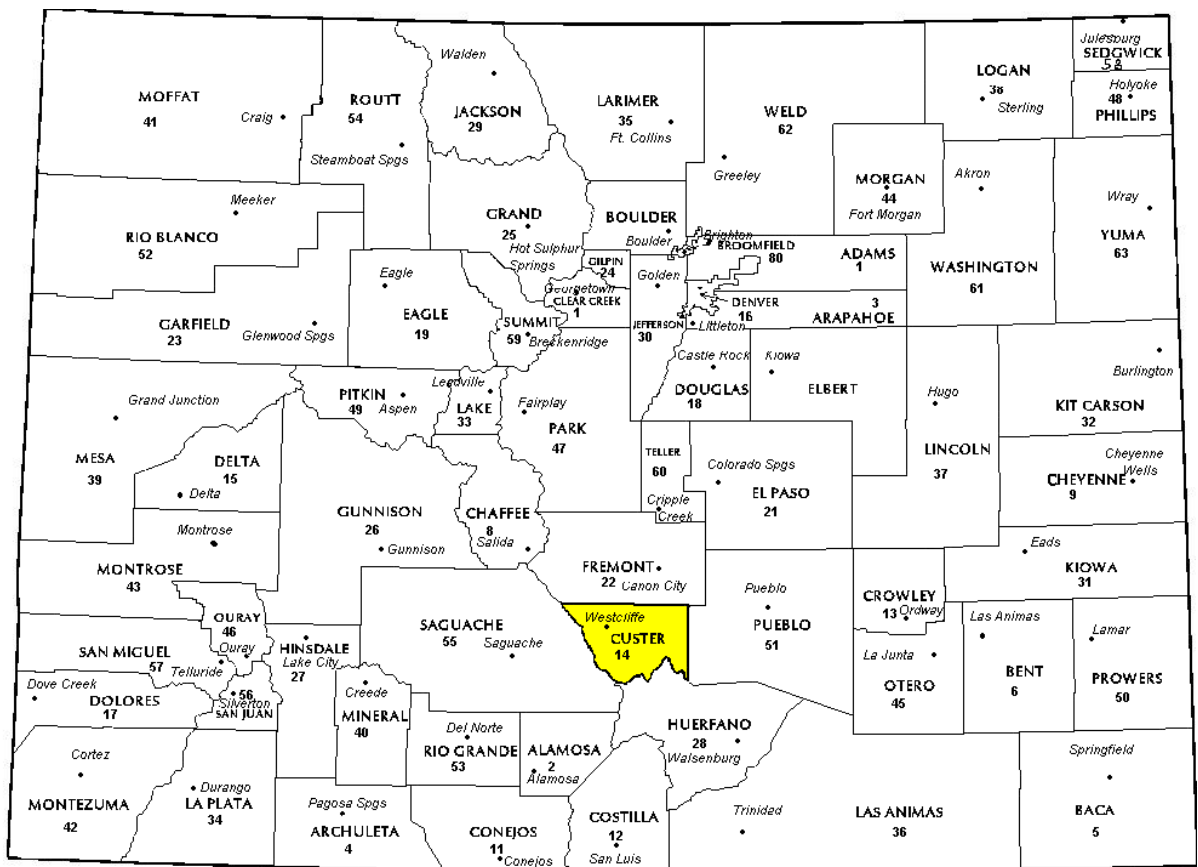 Julesburg
SEDGWICK
58
Walden
LOGAN
38
Sterling
Holyoke
48
PHILLIPS
MOFFAT
41
Craig
ROUTT
54
Steamboat Spgs
JACKSON
29
LARIMER
35
Ft. Collins
WELD
62
Greeley
MORGAN
44
Fort Morgan
Akron
WASHINGTON
61
Wray
YUMA
63
Meeker
RIO BLANCO
52
GRAND
25
Hot Sulphur
Springs
BOULDER
Boulder
Brighton
BROOMFIELD
80
ADAMS
1
GILPIN
24
Golden
Georgetown
CLEAR CREEK
1
DENVER
16
3
ARAPAHOE
Littleton
JEFFERSON
30
GARFIELD
23
Glenwood Spgs
Eagle
EAGLE
19
SUMMIT
59
Breckenridge
Castle Rock
DOUGLAS
18
Kiowa
ELBERT
Hugo
LINCOLN
37
Burlington
KIT CARSON
32
Grand Junction
MESA
39
PITKIN
49
Aspen
Leadville
LAKE
33
Fairplay
PARK
47
TELLER
60
Cripple
Creek
Colorado Spgs
EL PASO
21
Cheyenne
Wells
CHEYENNE
9
DELTA
15
Delta
GUNNISON
26
Gunnison
CHAFFEE
8
Salida
Montrose
MONTROSE
43
FREMONT
22
Canon City
Eads
KIOWA
31
OURAY
46
Ouray
SAGUACHE
55
Saguache
Westcliffe
CUSTER
14
Pueblo
PUEBLO
51
CROWLEY
13
Ordway
Las Animas
BENT
6
Lamar
PROWERS
50
SAN MIGUEL
57
Telluride
HINSDALE
Lake City
27
La Junta
OTERO
45
Dove Creek
DOLORES
17
56
Silverton
SAN JUAN
Creede
MINERAL
40
Del Norte
RIO GRANDE
53
ALAMOSA
2
Alamosa
HUERFANO
28
Walsenburg
Cortez
MONTEZUMA
42
Durango
LA PLATA
34
Pagosa Spgs
ARCHULETA
4
CONEJOS
11
Conejos
COSTILLA
12
San Luis
Trinidad
LAS ANIMAS
36
Springfield
BACA
5